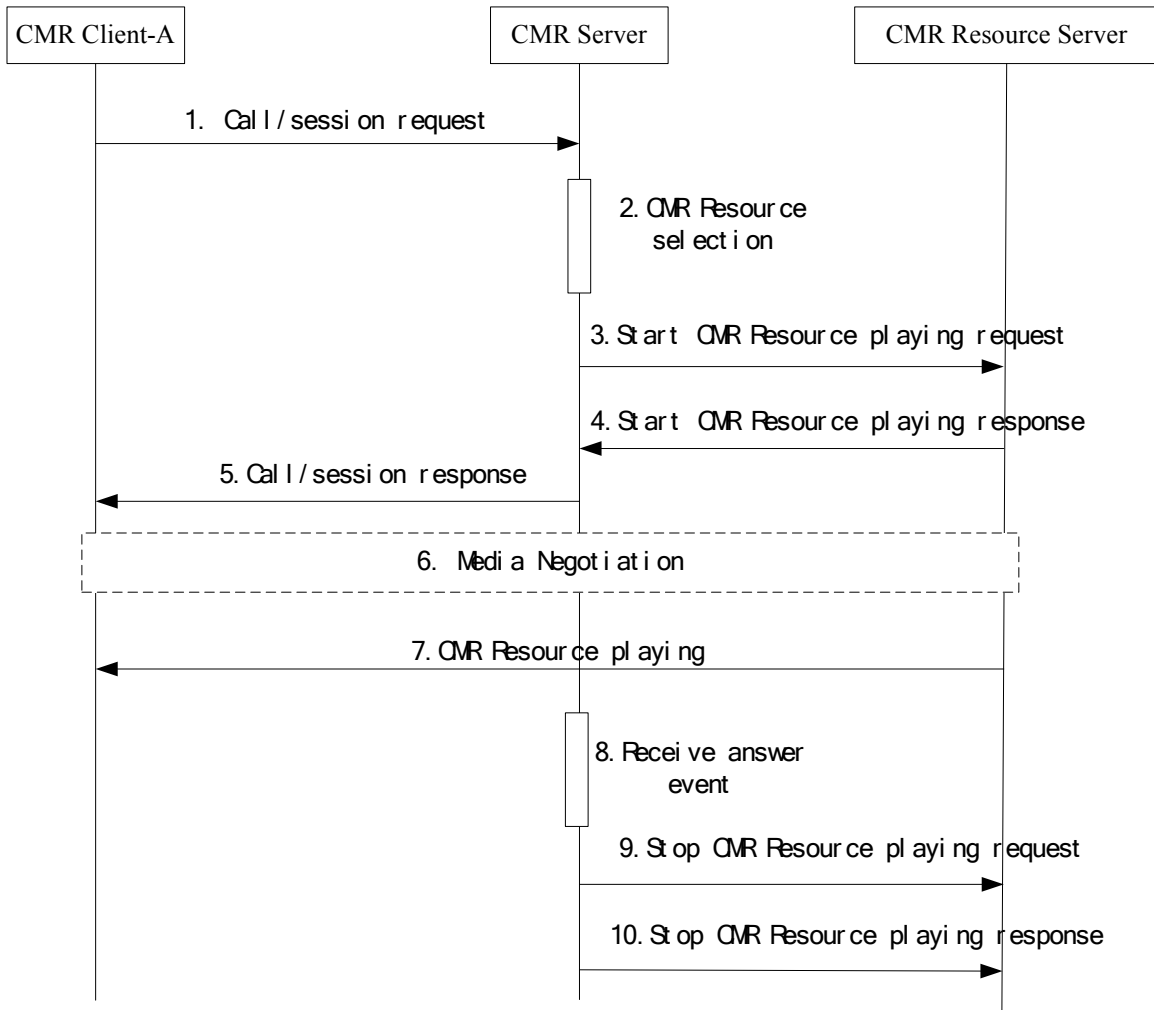 CMR Client-A
CMR Server
CMR Resource Server
1. Call/session request
2. CMR Resource
selection
3. Start CMR Resource playing request
4. Start CMR Resource playing response
5. Call/session response
6. Media Negotiation
7. CMR Resource playing
8. Receive answer
event
9. Stop CMR Resource playing request
10. Stop CMR Resource playing response